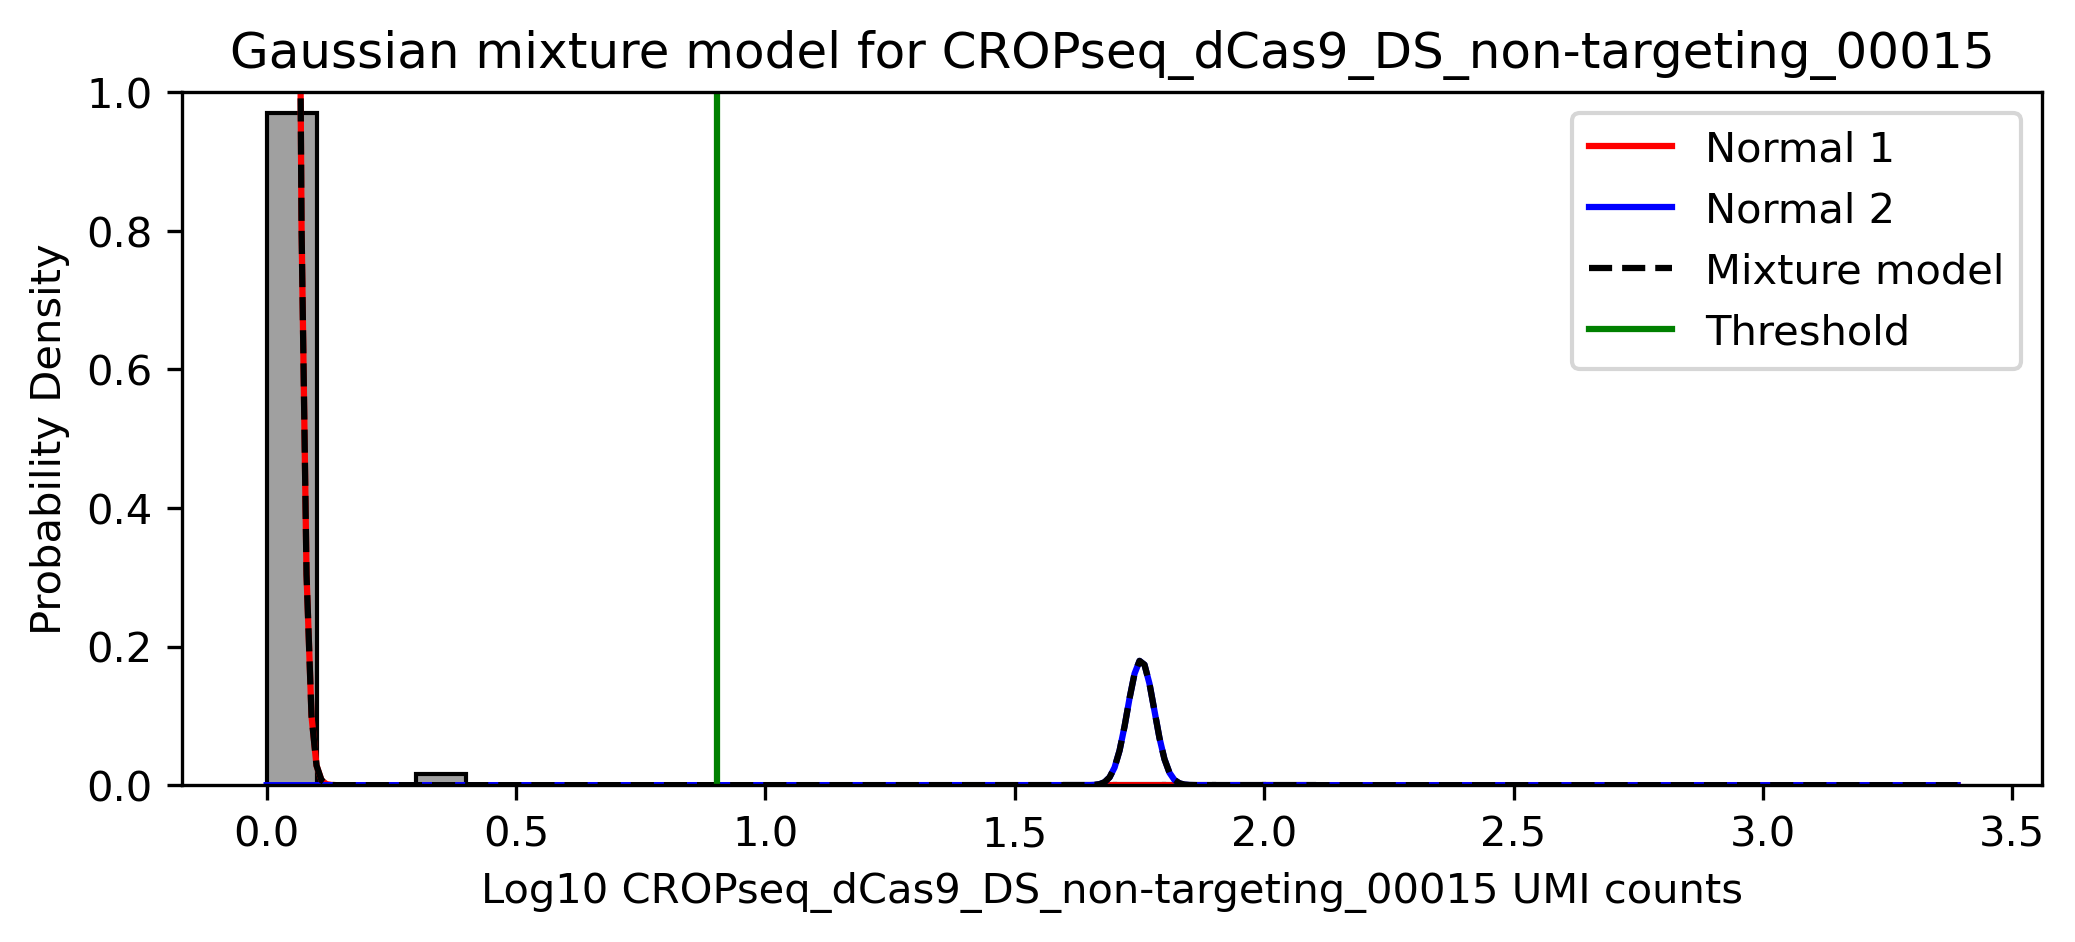 Gaussian mixture model for CROPseq_dCas9_DS_non-targeting_00015
Probability Density
1.0
0.8
0.6
0.4
0.2
0.0
Normal 1
Normal 2
Mixture model
Threshold
0.0 0.5 1.0 1.5 2.0 2.5 3.0 3.5
Log10 CROPseq_dCas9_DS_non-targeting_00015 UMI counts